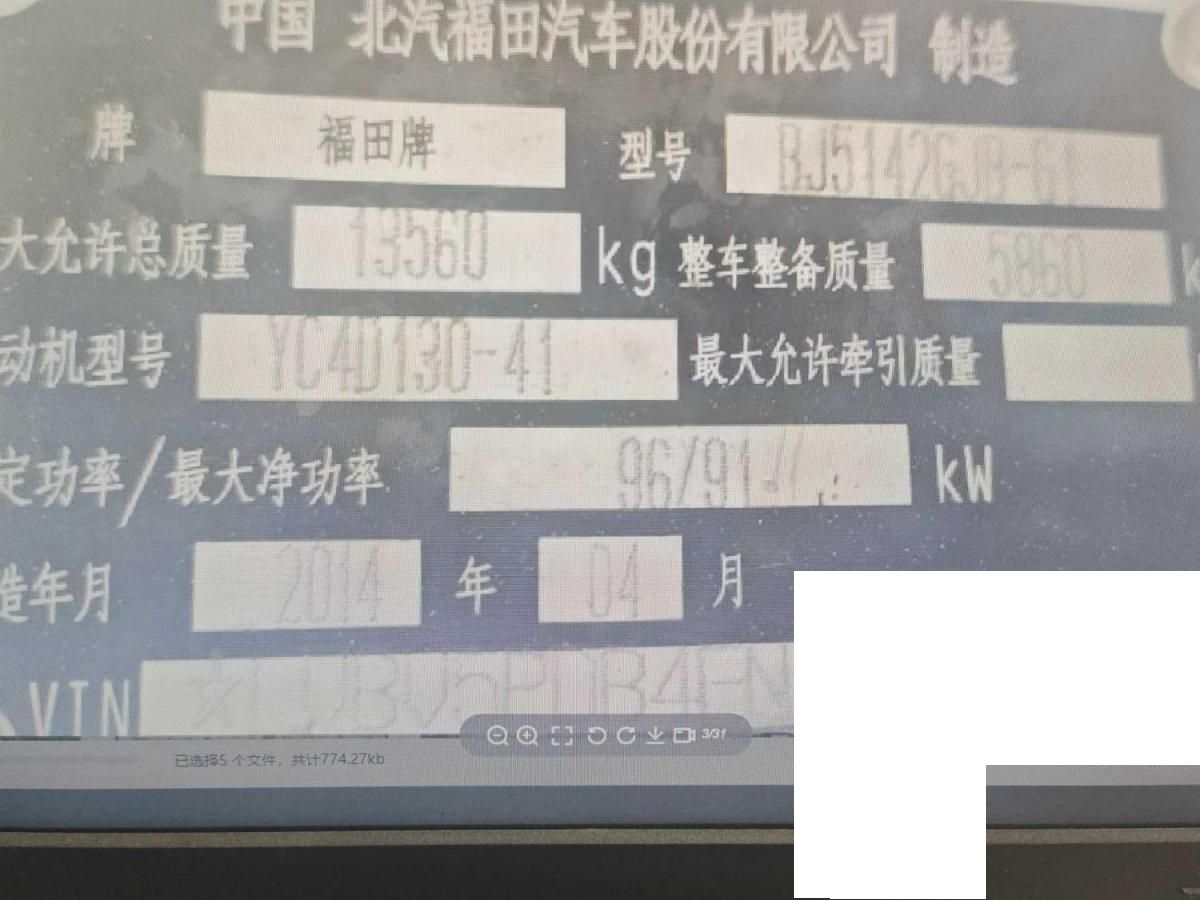 中国 北汽福田汽车股份有限公司 制造
牌 福田牌 型号 BJ5142GJB-G1
大允许总质量 13560 kg 整车整备质量 5860 k
动机型号 YC4D130-41 最大允许牵引质量
定功率/最大净功率 96/91 kW
造年月 2014 年 04 月
VIN
3/31
已选择5 个文件，共计774.27kb